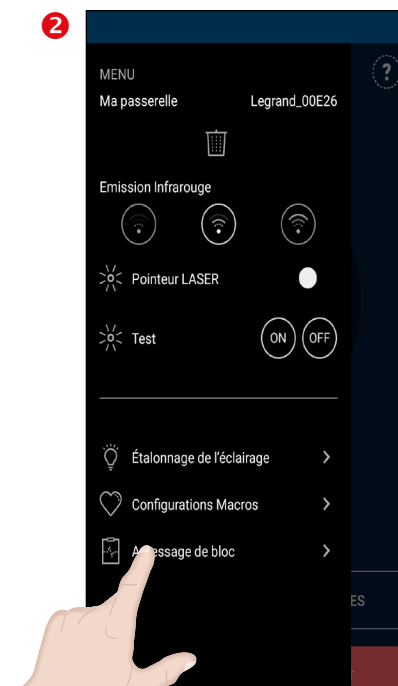 2
MENU
Ma passerelle Legrand_00E26
?
Emission Infrarouge
Pointeur LASER
Test ON OFF
Étalonnage de l'éclairage >
Configurations Macros >
de bloc >
ES